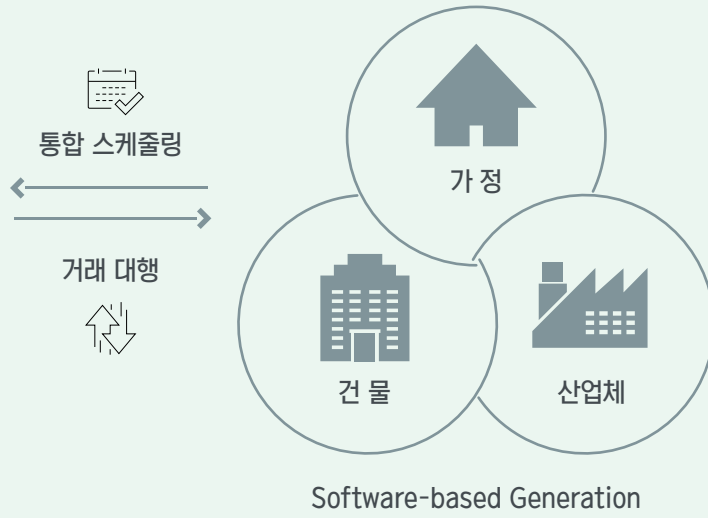 통합 스케줄링
거래 대행
가 정
건 물
산업체
Software-based Generation